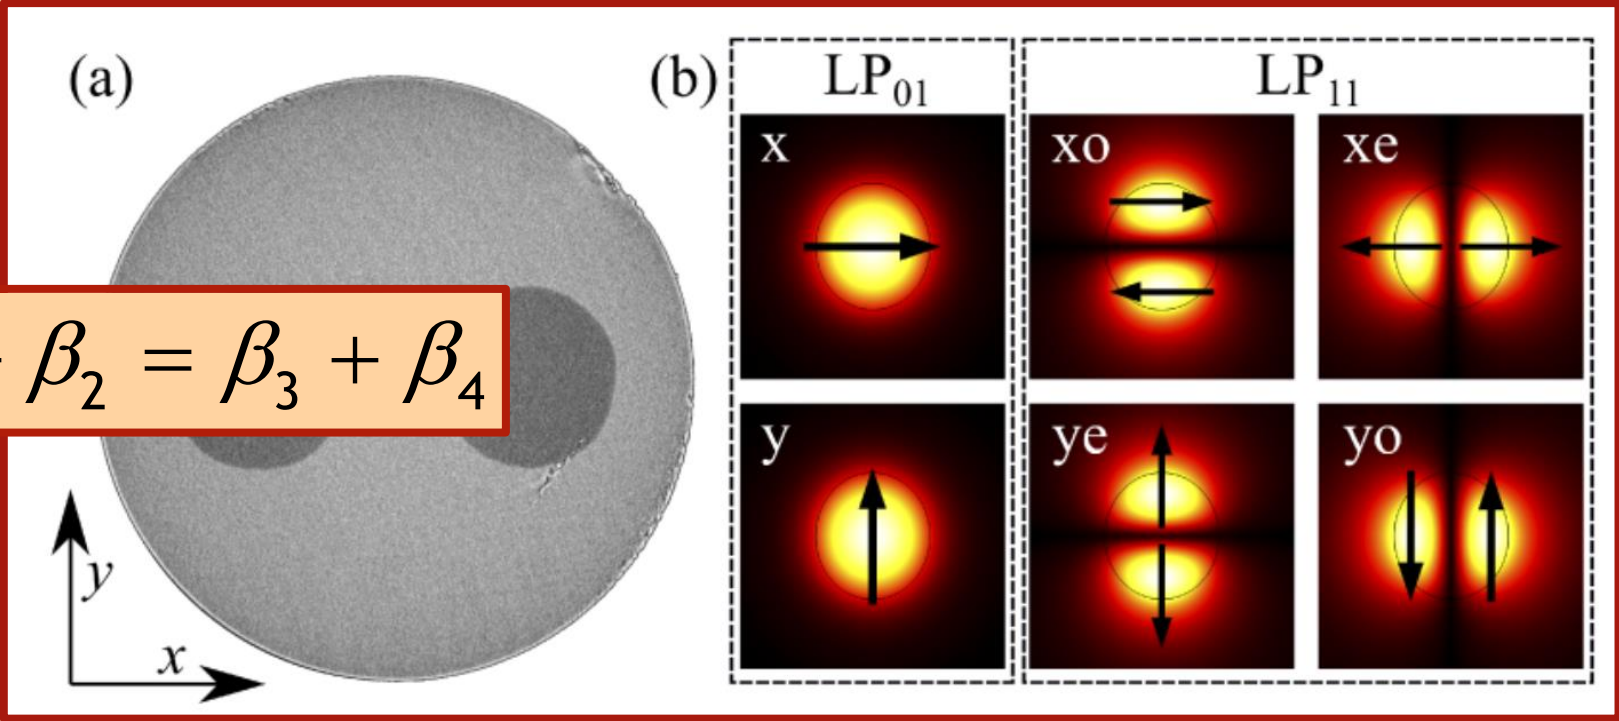 (a)
(b)
LP₀₁
LP₁₁
x
xo
xe
β₂ = β₃ + β₄
y
ye
yo
y
x